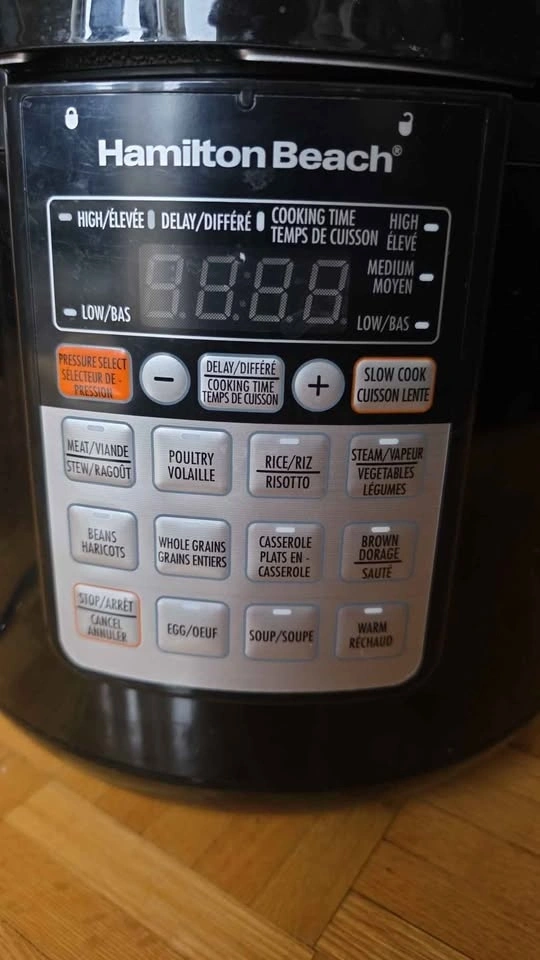 Hamilton Beach®
HIGH/ÉLEVÉE DELAY/DIFFÉRÉ COOKING TIME
TEMPS DE CUISSON
HIGH
ÉLEVÉ
MEDIUM
MOYEN
LOW/BAS
LOW/BAS
PRESSURE SELECT
SÉLECTEUR DE -
PRESSION
-
DELAY/DIFFÉRÉ
COOKING TIME
TEMPS DE CUISSON
+
SLOW COOK
CUISSON LENTE
MEAT/VIANDE
STEW/RAGOÛT
POULTRY
VOLAILLE
RICE/RIZ
RISOTTO
STEAM/VAPEUR
VEGETABLES
LÉGUMES
BEANS
HARICOTS
WHOLE GRAINS
GRAINS ENTIERS
CASSEROLE
PLATS EN -
CASSEROLE
BROWN
DORAGE
SAUTÉ
STOP/ARRÊT
CANCEL
ANNULER
EGG/OEUF
SOUP/SOUPE
WARM
RÉCHAUD